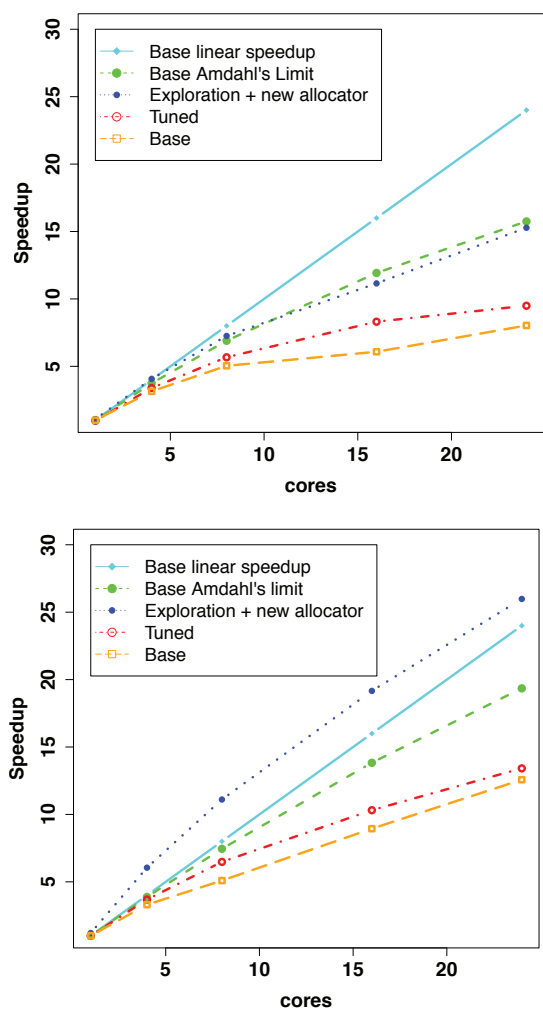 30
25
20
15
10
5
Speedup
Base linear speedup
Base Amdahl's Limit
Exploration + new allocator
Tuned
Base
5 10 15 20
cores
30
25
20
15
10
5
Speedup
Base linear speedup
Base Amdahl's limit
Exploration + new allocator
Tuned
Base
5 10 15 20
cores